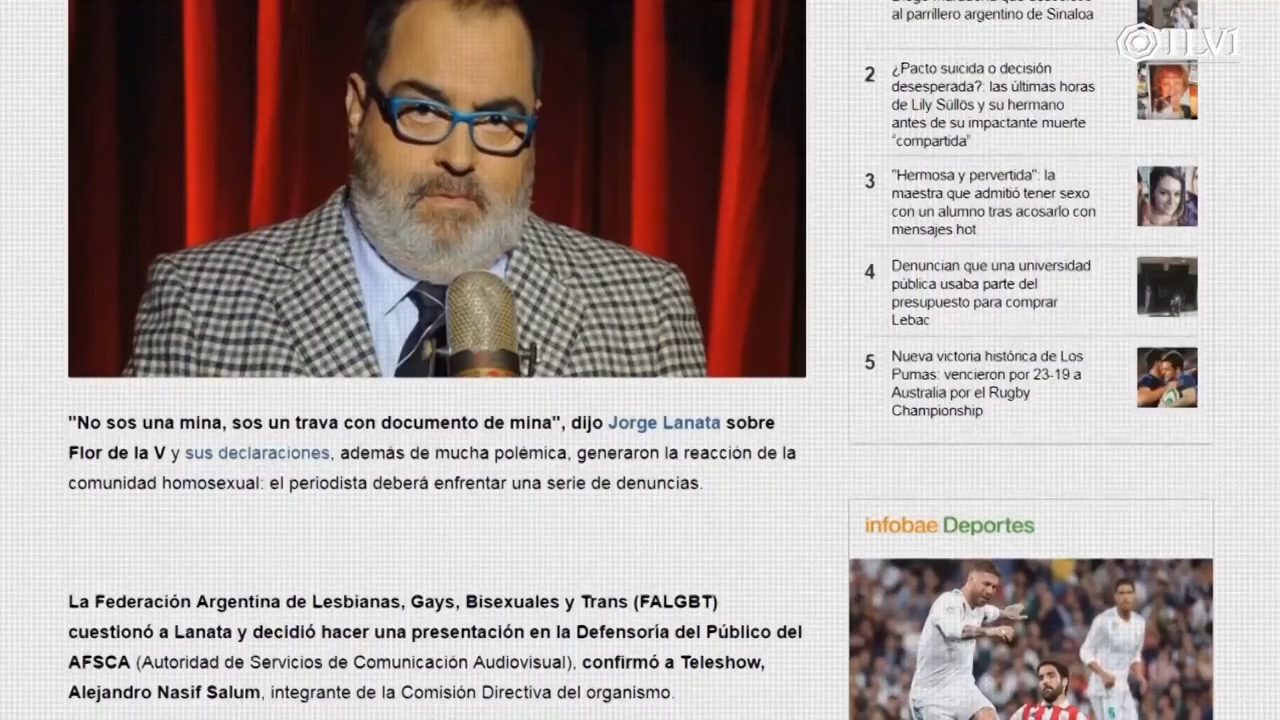 "No sos una mina, sos un trava con documento de mina", dijo Jorge Lanata sobre
Flor de la V y sus declaraciones, además de mucha polémica, generaron la reacción de la
comunidad homosexual: el periodista deberá enfrentar una serie de denuncias.
La Federación Argentina de Lesbianas, Gays, Bisexuales y Trans (FALGBT)
cuestionó a Lanata y decidió hacer una presentación en la Defensoría del Público del
AFSCA (Autoridad de Servicios de Comunicación Audiovisual), confirmó a Teleshow,
Alejandro Nasif Salum, integrante de la Comisión Directiva del organismo.
al parrillero argentino de Sinaloa
TLV1
2
¿Pacto suicida o decisión
desesperada?: las últimas horas
de Lily Süllös y su hermano
antes de su impactante muerte
"compartida"
3
"Hermosa y pervertida": la
maestra que admitió tener sexo
con un alumno tras acosarlo con
mensajes hot
4
Denuncian que una universidad
pública usaba parte del
presupuesto para comprar
Lebac
5
Nueva victoria histórica de Los
Pumas: vencieron por 23-19 a
Australia por el Rugby
Championship
infobae Deportes